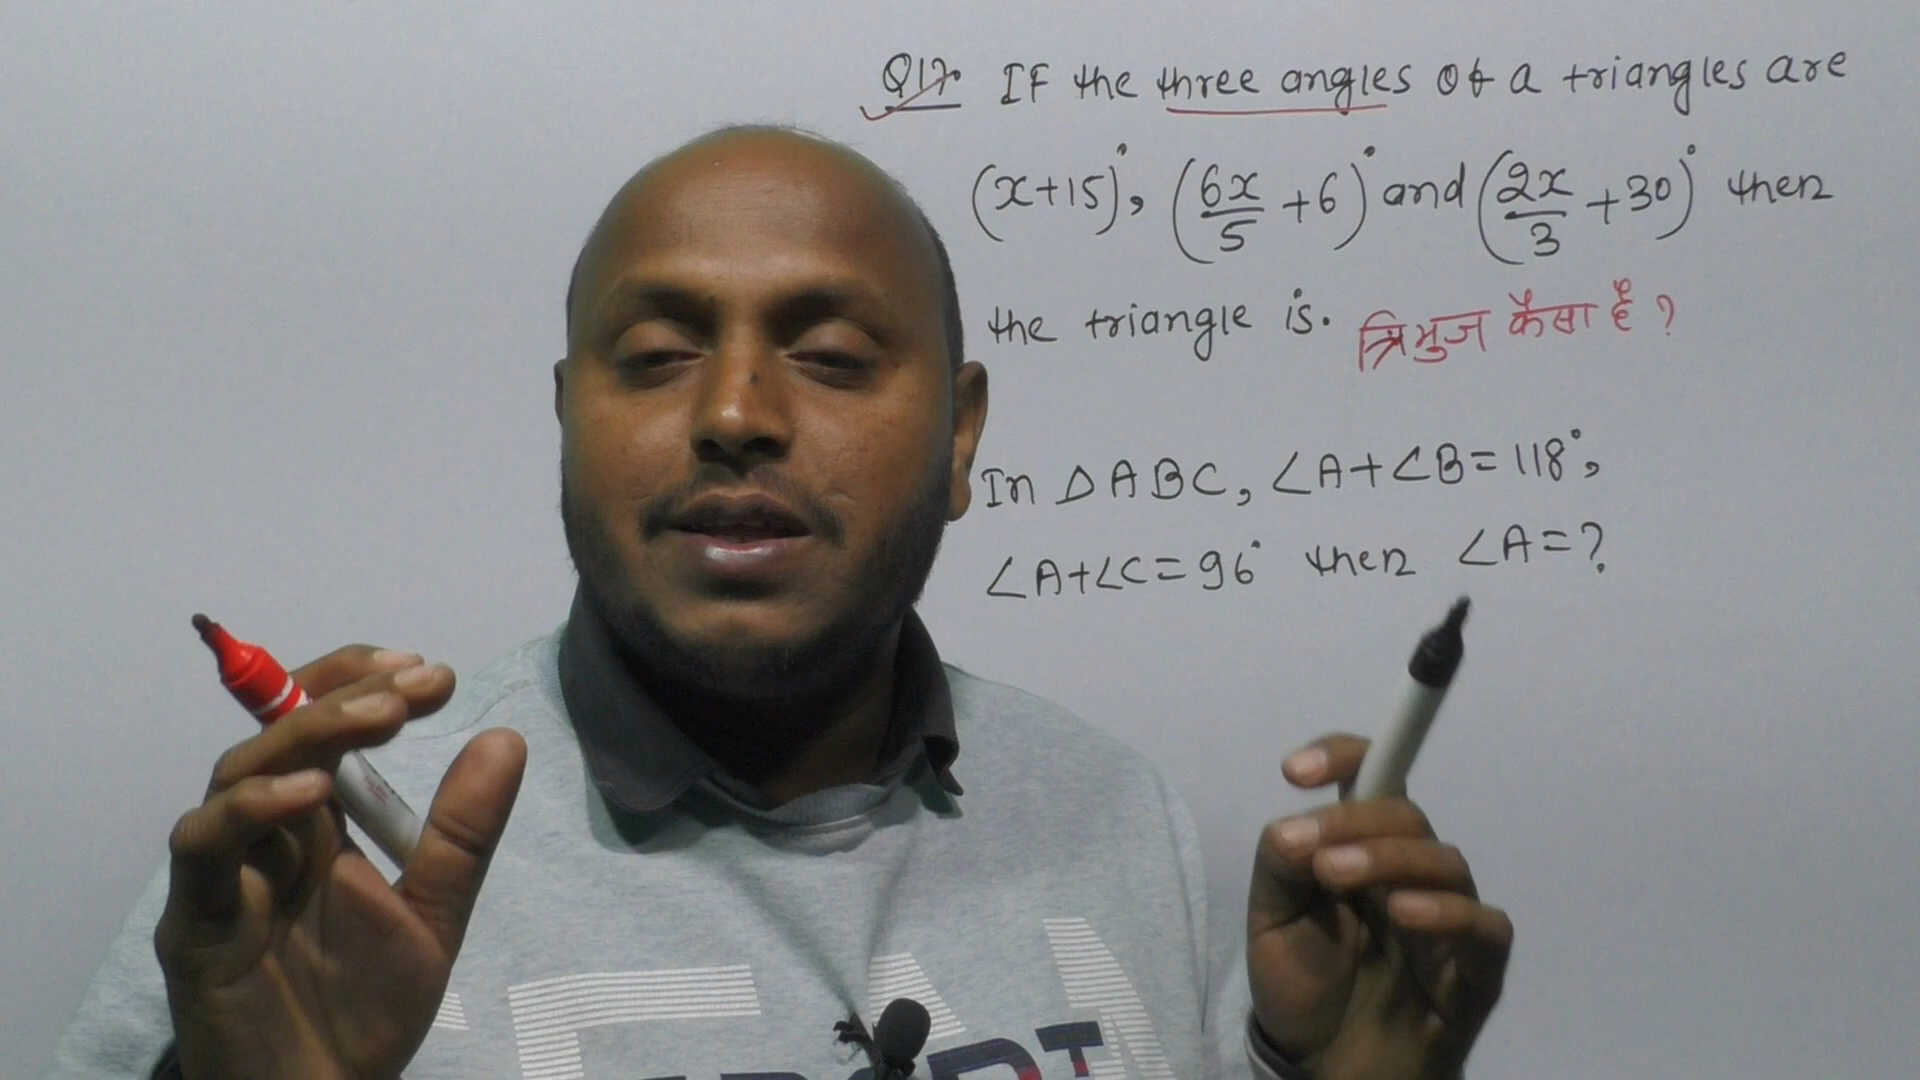 Q17. IF the three angles of a triangles are
(x+15)°, (6x/5 +6)° and (2x/3 +30)° then
the triangle is. त्रिभुज कैसा है ?
In △ABC, ∠A+∠B=118°,
∠A+∠C=96° then ∠A=?